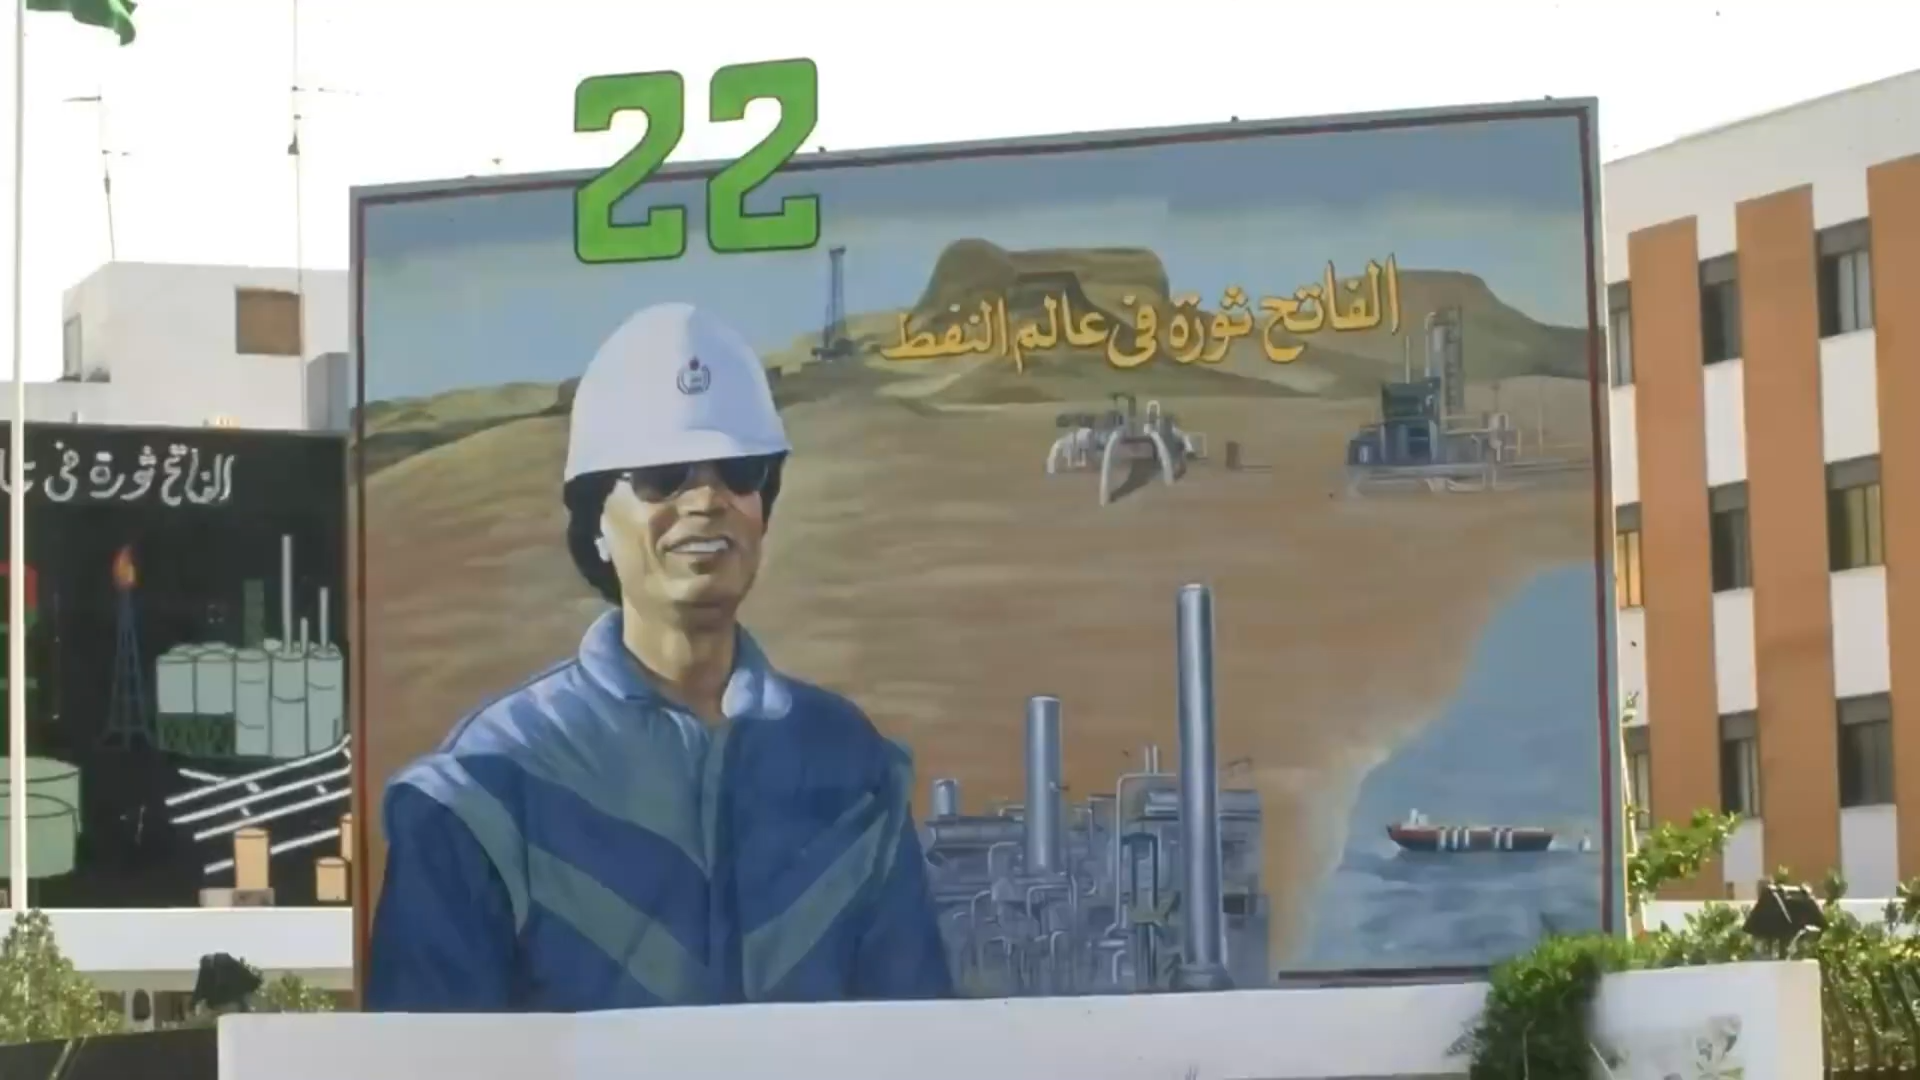 22
الفاتح ثورة فى عالم النفط
الفاتح ثورة فى